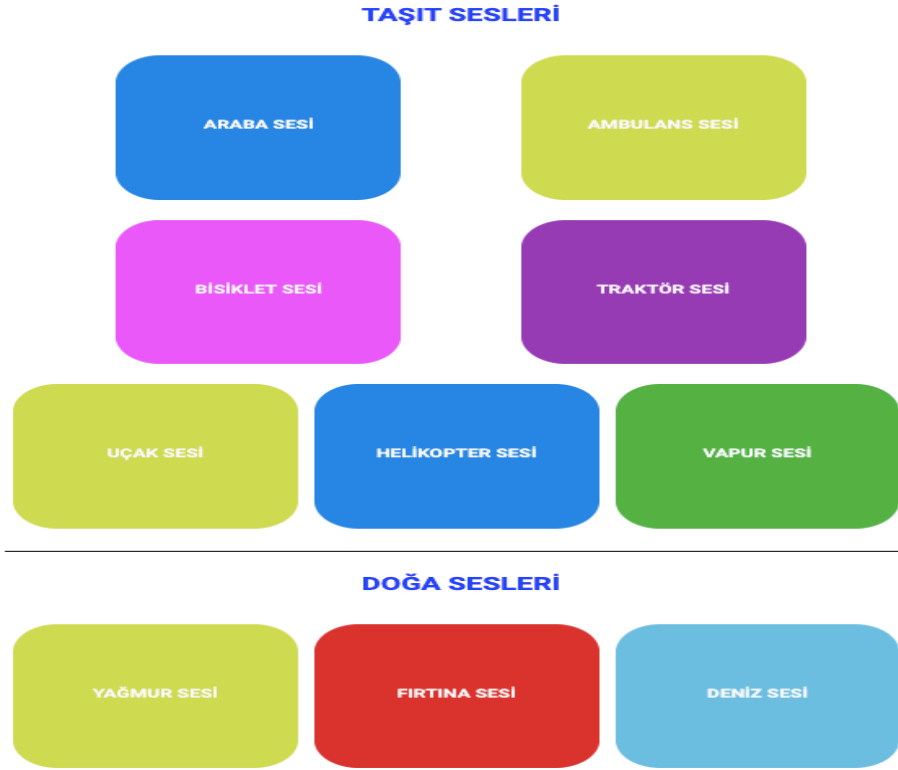 TAŞIT SESLERİ
ARABA SESİ
AMBULANS SESİ
BİSİKLET SESİ
TRAKTÖR SESİ
UÇAK SESİ
HELİKOPTER SESİ
VAPUR SESİ
DOĞA SESLERİ
YAĞMUR SESİ
FIRTINA SESİ
DENİZ SESİ